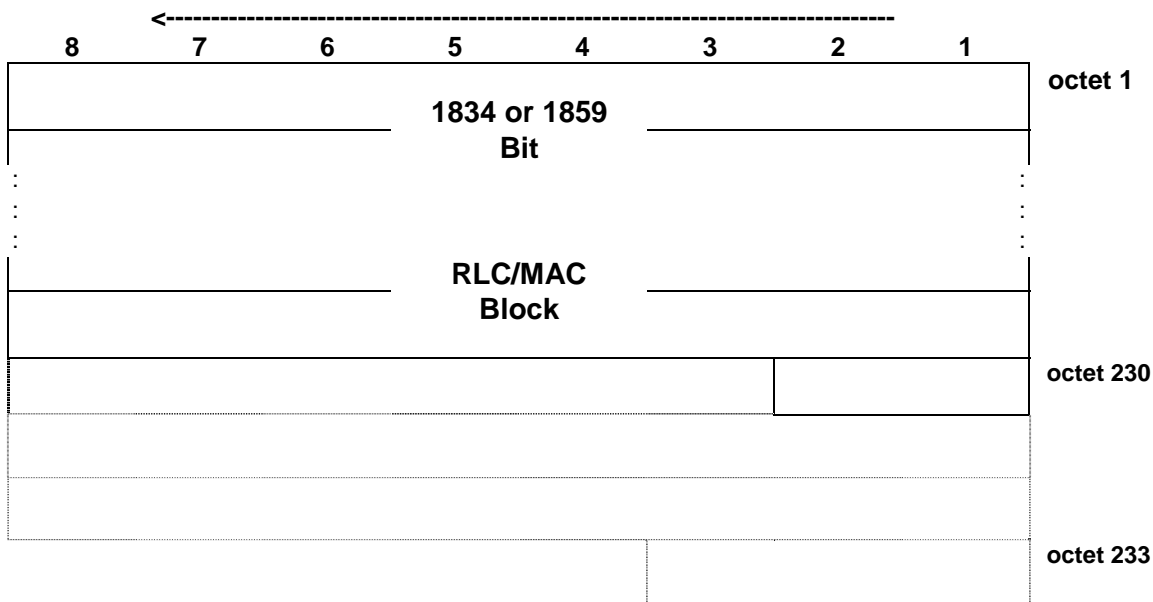 <--------------------------------------------------------------------------------
8 7 6 5 4 3 2 1
octet 1
1834 or 1859
Bit
: :
: :
: :
RLC/MAC
Block
octet 230
octet 233